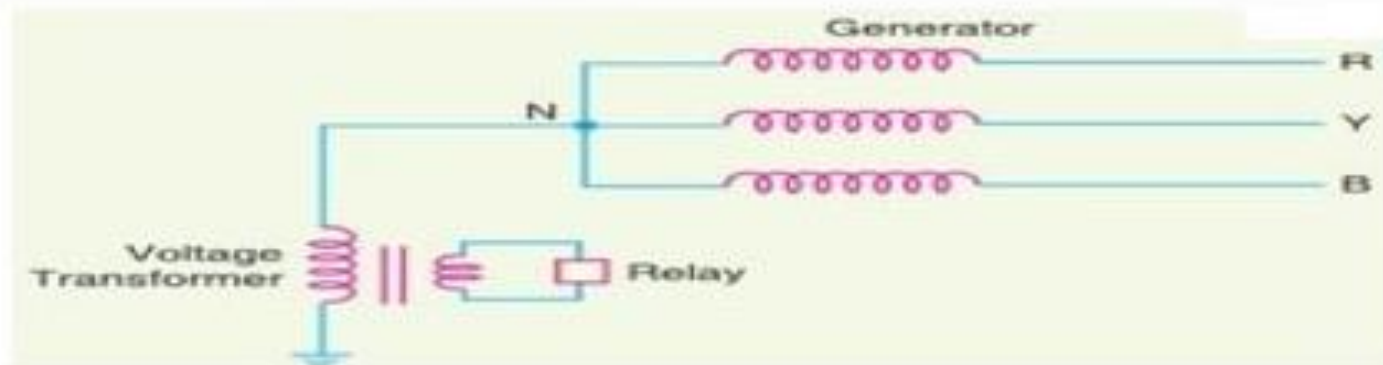 Generator
R
N
Y
B
Voltage
Transformer
Relay